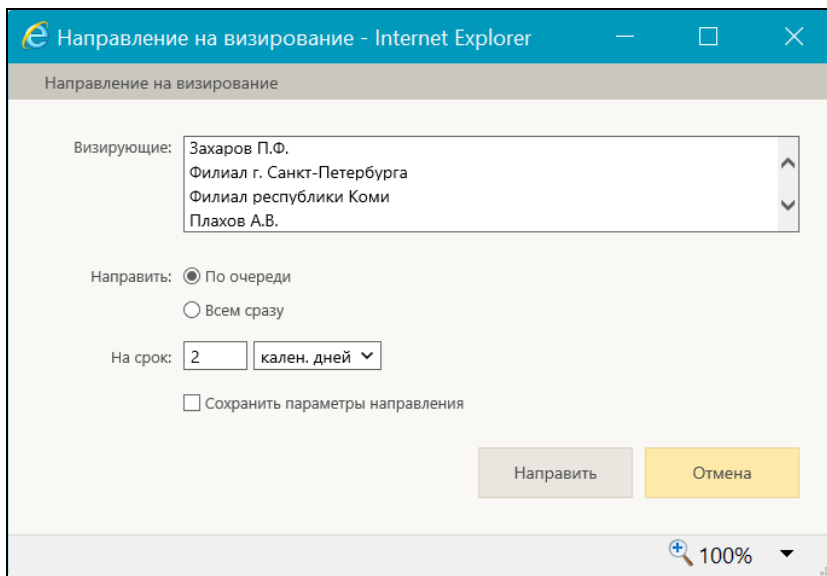 Направление на визирование - Internet Explorer
Направление на визирование
Визирующие:
Захаров П.Ф.
Филиал г. Санкт-Петербурга
Филиал республики Коми
Плахов А.В.
Направить: По очереди
Всем сразу
На срок: 2 кален. дней
Сохранить параметры направления
Направить Отмена
100%